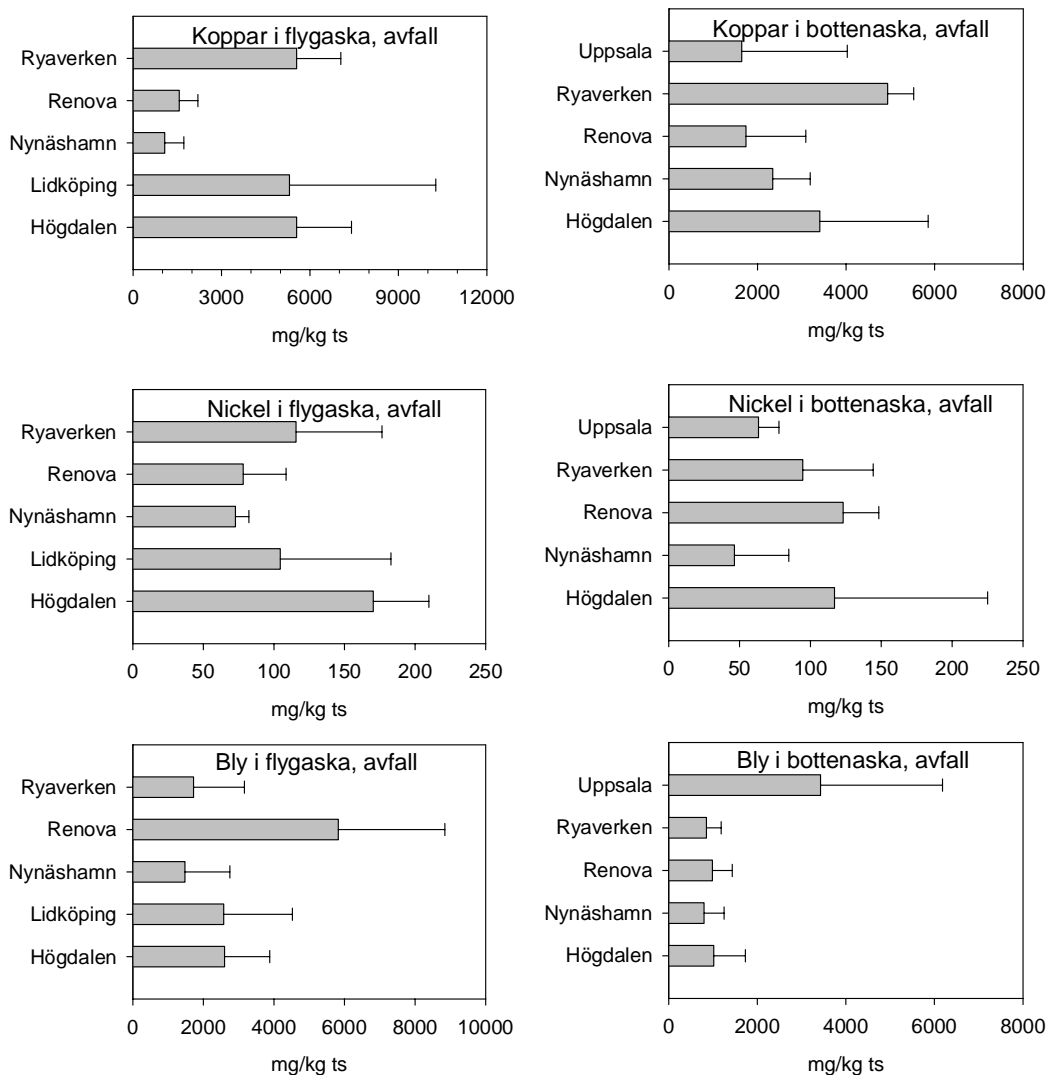 Koppar i flygaska, avfall
Ryaverken
Renova
Nynäshamn
Lidköping
Högdalen
0 3000 6000 9000 12000
mg/kg ts
Koppar i bottenaska, avfall
Uppsala
Ryaverken
Renova
Nynäshamn
Högdalen
0 2000 4000 6000 8000
mg/kg ts
Nickel i flygaska, avfall
Ryaverken
Renova
Nynäshamn
Lidköping
Högdalen
0 50 100 150 200 250
mg/kg ts
Nickel i bottenaska, avfall
Uppsala
Ryaverken
Renova
Nynäshamn
Högdalen
0 50 100 150 200 250
mg/kg ts
Bly i flygaska, avfall
Ryaverken
Renova
Nynäshamn
Lidköping
Högdalen
0 2000 4000 6000 8000 10000
mg/kg ts
Bly i bottenaska, avfall
Uppsala
Ryaverken
Renova
Nynäshamn
Högdalen
0 2000 4000 6000 8000
mg/kg ts